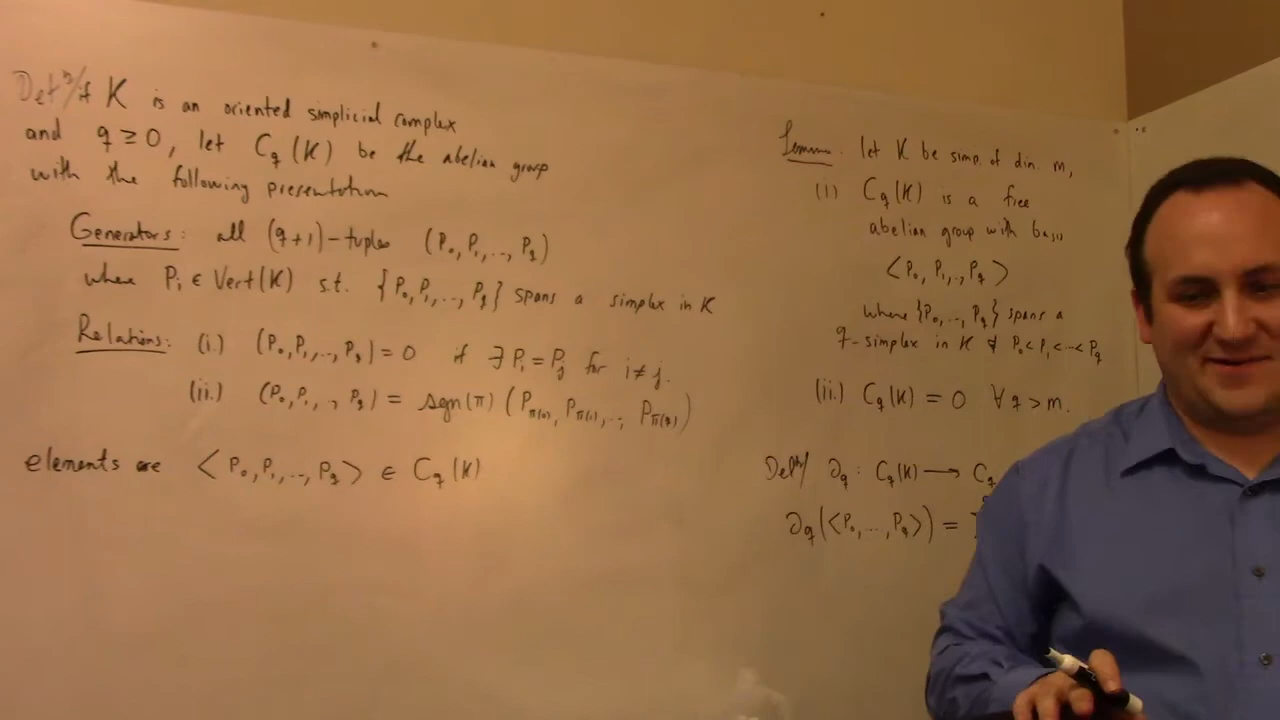 Defⁿ/ if K is an oriented simplicial complex
and q ≥ 0, let C_q(K) be the abelian group
with the following presentation
Generators: all (q+1)-tuples (P_0, P_1, ..., P_q)
where P_i ∈ Vert(K) s.t. {P_0, P_1, ..., P_q} spans a simplex in K
Relations: (i.) (P_0, P_1, ..., P_q) = 0 if ∃ P_i = P_j for i ≠ j.
(ii.) (P_0, P_1, ..., P_q) = sgn(π) (P_π(0), P_π(1), ..., P_π(q))
elements are <P_0, P_1, ..., P_q> ∈ C_q(K)
Lemma. let K be simp. of dim. m,
(i) C_q(K) is a free
abelian group with basis
<P_0, P_1, ..., P_q>
where {P_0, ..., P_q} spans a
q-simplex in K & P_0 < P_1 < ... < P_q
(ii.) C_q(K) = 0 ∀ q > m.
Defⁿ/ ∂_q : C_q(K) → C_q
∂_q(<P_0, ..., P_q>) =